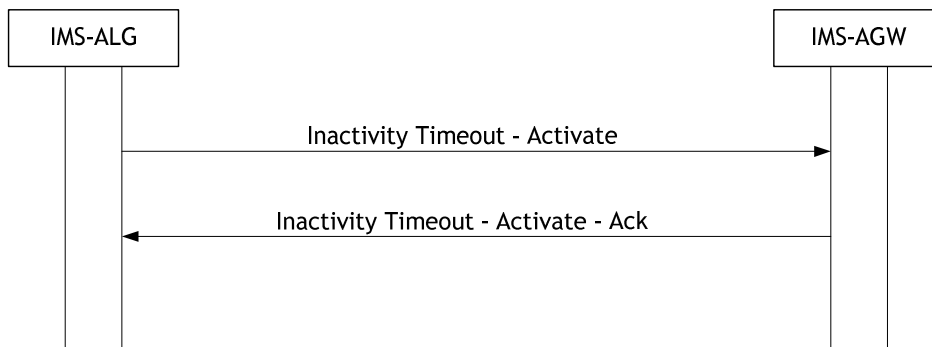 IMS-ALG
IMS-AGW
Inactivity Timeout - Activate
Inactivity Timeout - Activate - Ack